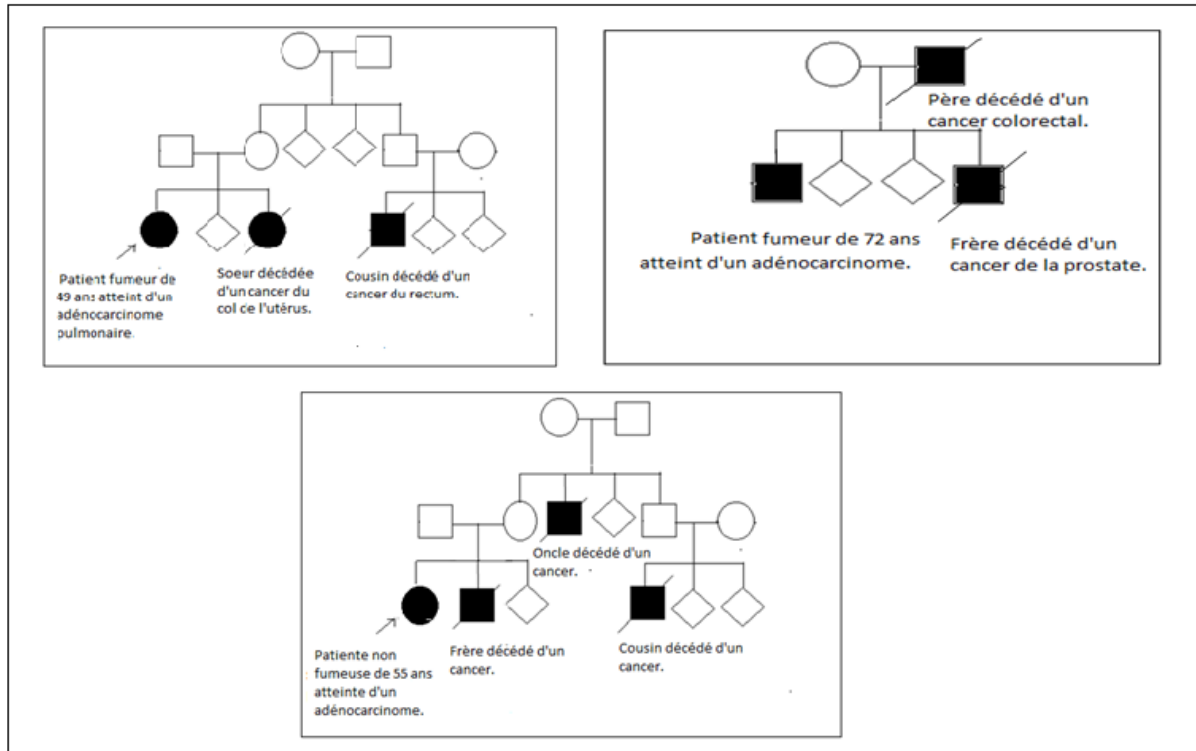 Patient fumeur de
49 ans atteint d'un
adénocarcinome
pulmonaire.
Soeur décédée
d'un cancer du
col de l'utérus.
Cousin décédé d'un
cancer du rectum.
Père décédé d'un
cancer colorectal.
Patient fumeur de 72 ans
atteint d'un adénocarcinome.
Frère décédé d'un
cancer de la prostate.
Oncle décédé d'un
cancer.
Patiente non
fumeuse de 55 ans
atteinte d'un
adénocarcinome.
Frère décédé d'un
cancer.
Cousin décédé d'un
cancer.